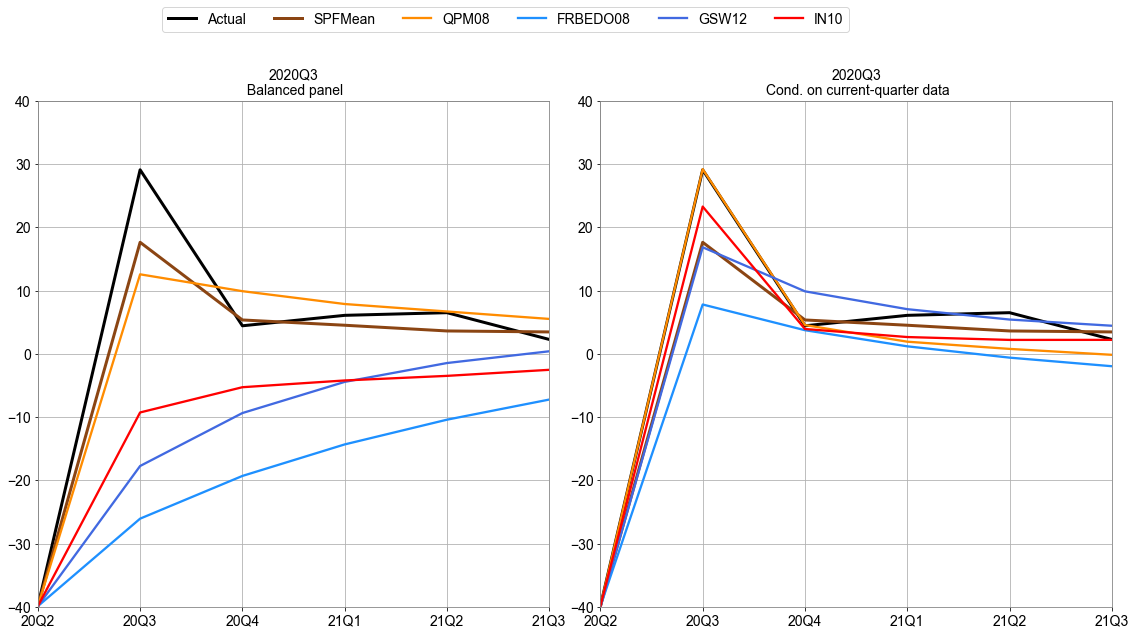 Actual SPFMean QPM08 FRBEDO08 GSW12 IN10
2020Q3
Balanced panel
40
30
20
10
0
−10
−20
−30
−40
20Q2 20Q3 20Q4 21Q1 21Q2 21Q3
2020Q3
Cond. on current-quarter data
40
30
20
10
0
−10
−20
−30
−40
20Q2 20Q3 20Q4 21Q1 21Q2 21Q3